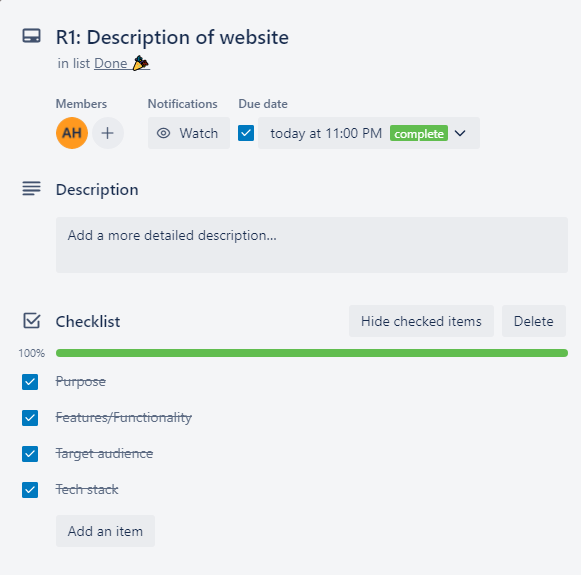 R1: Description of website
in list Done 🎉
Members
Notifications
Due date
AH
+
Watch
today at 11:00 PM complete
Description
Add a more detailed description...
Checklist
Hide checked items
Delete
100%
Purpose
Features/Functionality
Target audience
Tech stack
Add an item